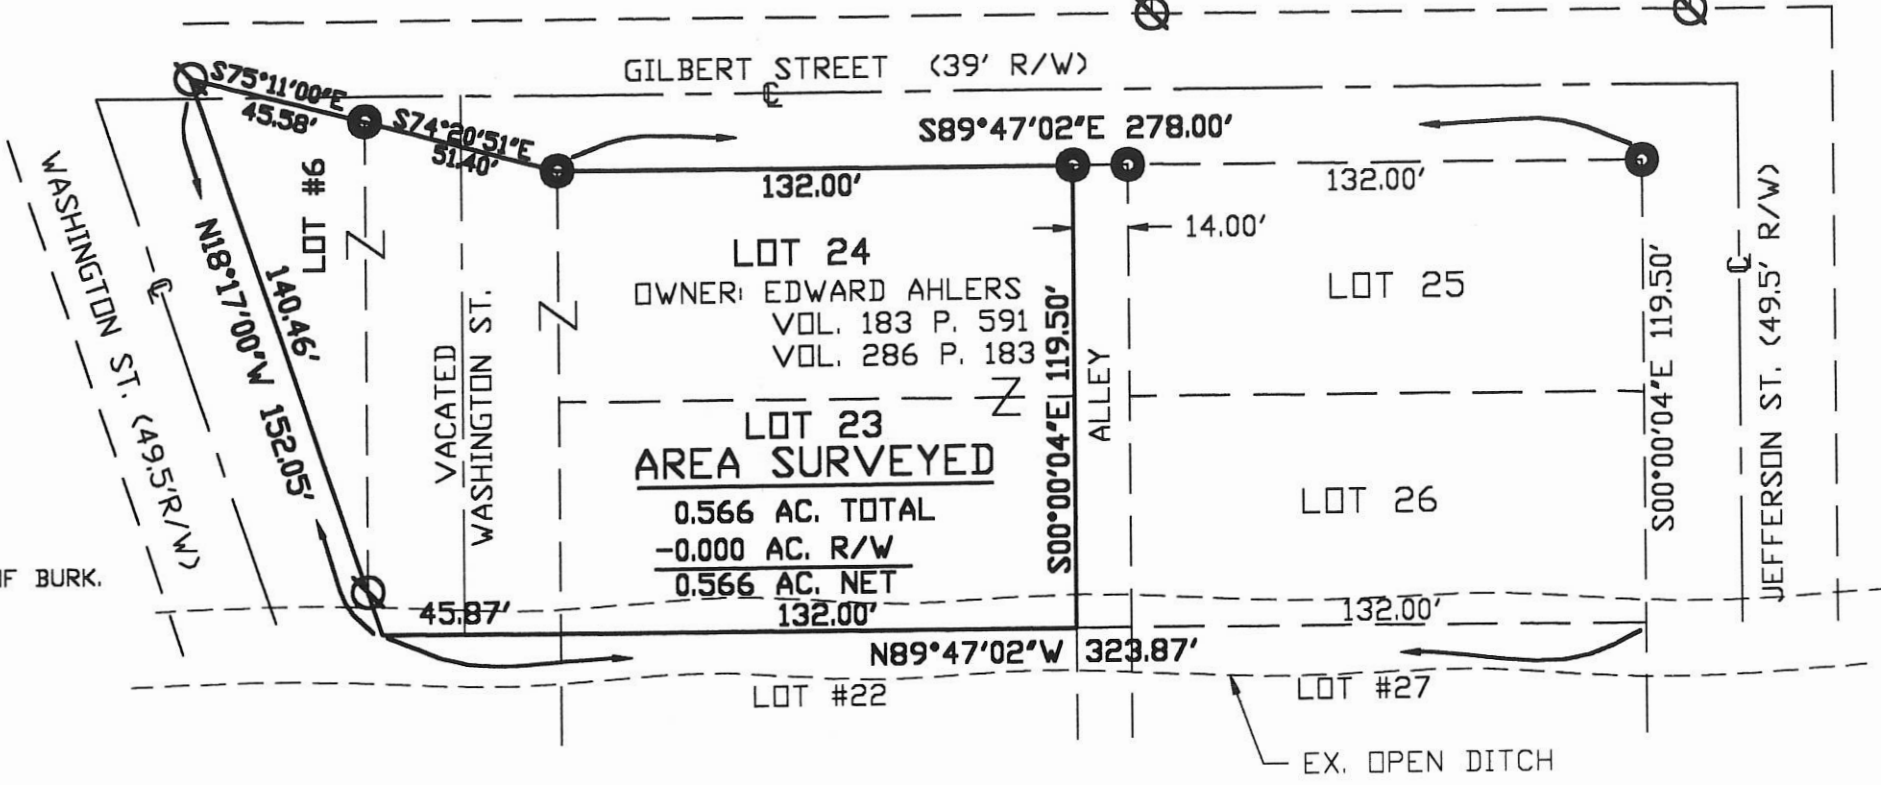 GILBERT STREET (39' R/W)
℄
S75°11'00"E
45.58'
S74°20'51"E
51.40'
S89°47'02"E 278.00'
132.00'
132.00'
14.00'
WASHINGTON ST. (49.5'R/W)
℄
N18°17'00"W 152.05'
140.46'
LOT #6
VACATED
WASHINGTON ST.
LOT 24
OWNER: EDWARD AHLERS
VOL. 183 P. 591
VOL. 286 P. 183
LOT 23
AREA SURVEYED
0.566 AC. TOTAL
-0.000 AC. R/W
0.566 AC. NET
S00°00'04"E 119.50'
ALLEY
LOT 25
LOT 26
S00°00'04"E 119.50'
℄
JEFFERSON ST. (49.5' R/W)
BURK.
45.87'
132.00'
132.00'
N89°47'02"W 323.87'
LOT #22
LOT #27
EX. OPEN DITCH